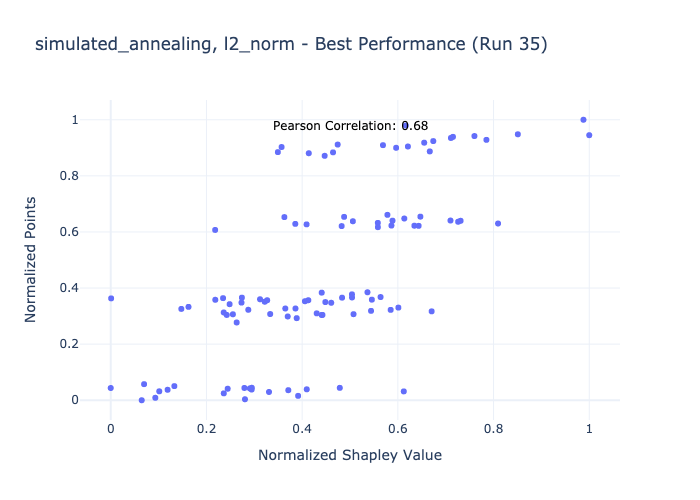 simulated_annealing, l2_norm - Best Performance (Run 35)
Pearson Correlation: 0.68
1
0.8
0.6
0.4
0.2
0
Normalized Points
0 0.2 0.4 0.6 0.8 1
Normalized Shapley Value